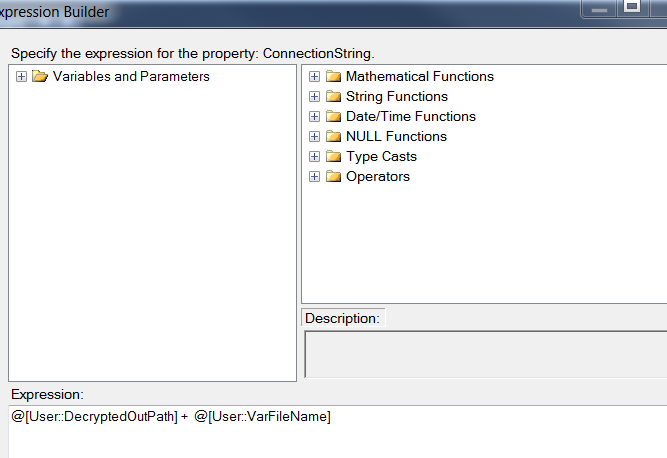 xpression Builder
Specify the expression for the property: ConnectionString.
Variables and Parameters
Mathematical Functions
String Functions
Date/Time Functions
NULL Functions
Type Casts
Operators
Description:
Expression:
@[User::DecryptedOutPath] + @[User::VarFileName]